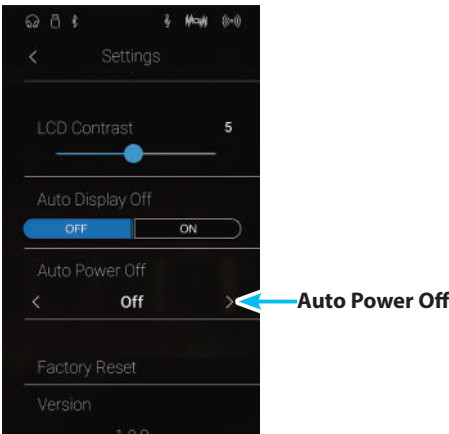 Settings
LCD Contrast 5
Auto Display Off
OFF ON
Auto Power Off
Off
Auto Power Off
Factory Reset
Version